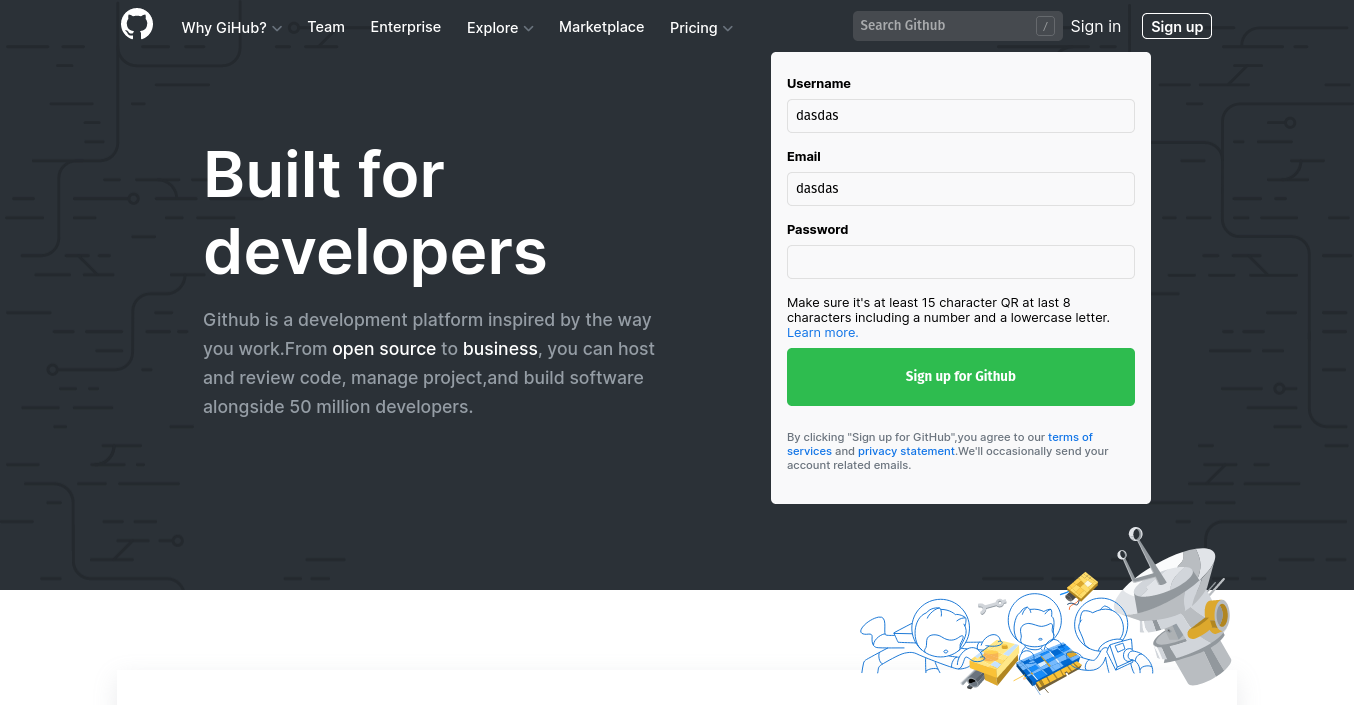 Why GiHub? Team Enterprise Explore Marketplace Pricing Search Github / Sign in Sign up
Built for
developers
Github is a development platform inspired by the way
you work.From open source to business, you can host
and review code, manage project,and build software
alongside 50 million developers.
Username
dasdas
Email
dasdas
Password
Make sure it's at least 15 character QR at last 8
characters including a number and a lowercase letter.
Learn more.
Sign up for Github
By clicking "Sign up for GitHub",you agree to our terms of
services and privacy statement.We'll occasionally send your
account related emails.